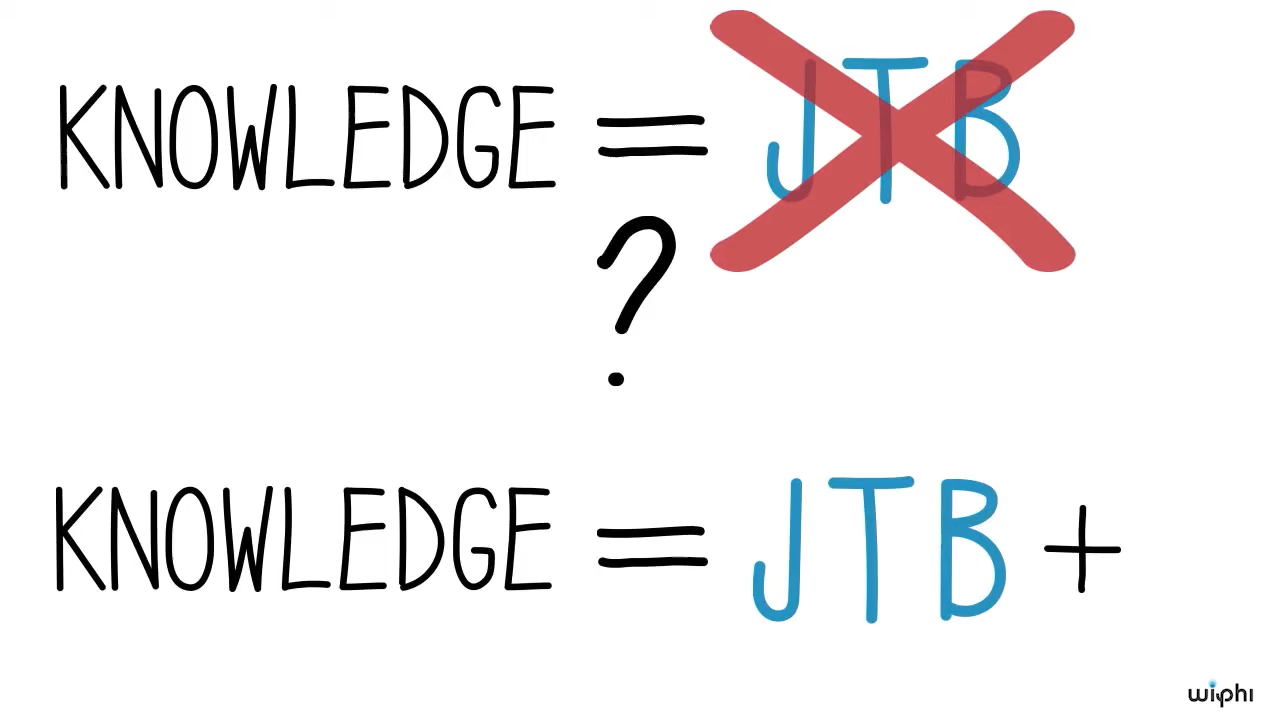 KNOWLEDGE = JTB
?
KNOWLEDGE = JTB +
wiphi